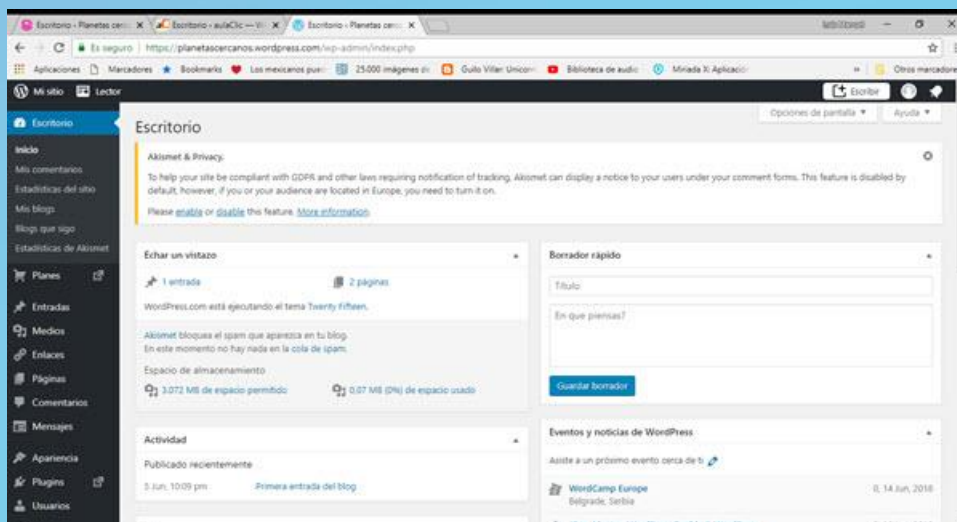 Escritorio - Planetas cerc
Escritorio - aulaClic — W
Escritorio - Planetas cerc
Es seguro
https://planetascercanos.wordpress.com/wp-admin/index.php
Aplicaciones
Marcadores
Bookmarks
Los mexicanos pue
25.000 imágenes d
Guilo Viller Unicor
Biblioteca de audio
Miríada X| Aplicació
Otros marcadores
Mi sitio
Lector
Escribir
Escritorio
Inicio
Mis comentarios
Estadísticas del sitio
Mis blogs
Blogs que sigo
Estadísticas de Akismet
Planes
Entradas
Medios
Enlaces
Páginas
Comentarios
Mensajes
Apariencia
Plugins
Usuarios
Opciones de pantalla
Ayuda
Escritorio
Akismet & Privacy.
To help your site be compliant with GDPR and other laws requiring notification of tracking, Akismet can display a notice to your users under your comment forms. This feature is disabled by
default, however, if you or your audience are located in Europe, you need to turn it on.
Please enable or disable this feature. More information.
Echar un vistazo
1 entrada
2 páginas
WordPress.com está ejecutando el tema Twenty Fifteen.
Akismet bloquea el spam que aparezca en tu blog.
En este momento no hay nada en la cola de spam.
Espacio de almacenamiento
3.072 MB de espacio permitido
0,07 MB (0%) de espacio usado
Actividad
Publicado recientemente
5 Jun, 10:09 pm
Primera entrada del blog
Borrador rápido
Título
En que piensas?
Guardar borrador
Eventos y noticias de WordPress
Asiste a un próximo evento cerca de ti
WordCamp Europe
0, 14 Jun, 2018
Belgrade, Serbia